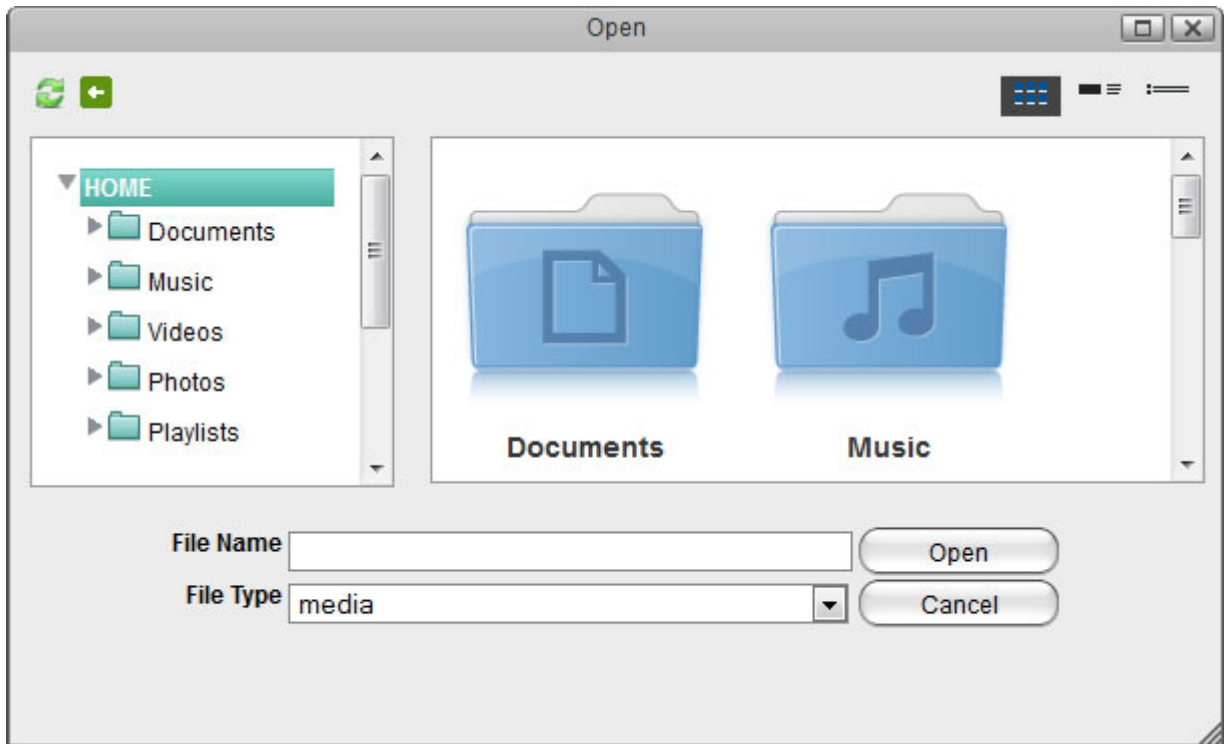 Open
HOME
Documents
Music
Videos
Photos
Playlists
Documents
Music
File Name
Open
File Type
media
Cancel